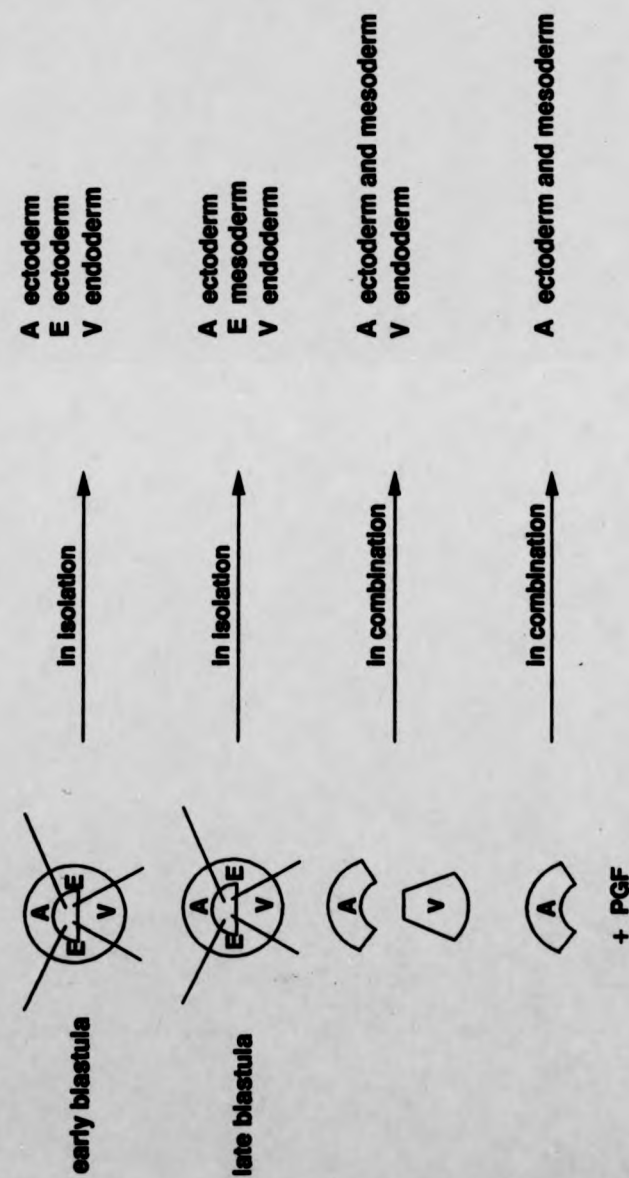 early blastula
A
E E
V
In isolation
A ectoderm
E ectoderm
V endoderm
late blastula
A
E E
V
In isolation
A ectoderm
E mesoderm
V endoderm
A
V
In combination
A ectoderm and mesoderm
V endoderm
A
+ PGF
In combination
A ectoderm and mesoderm